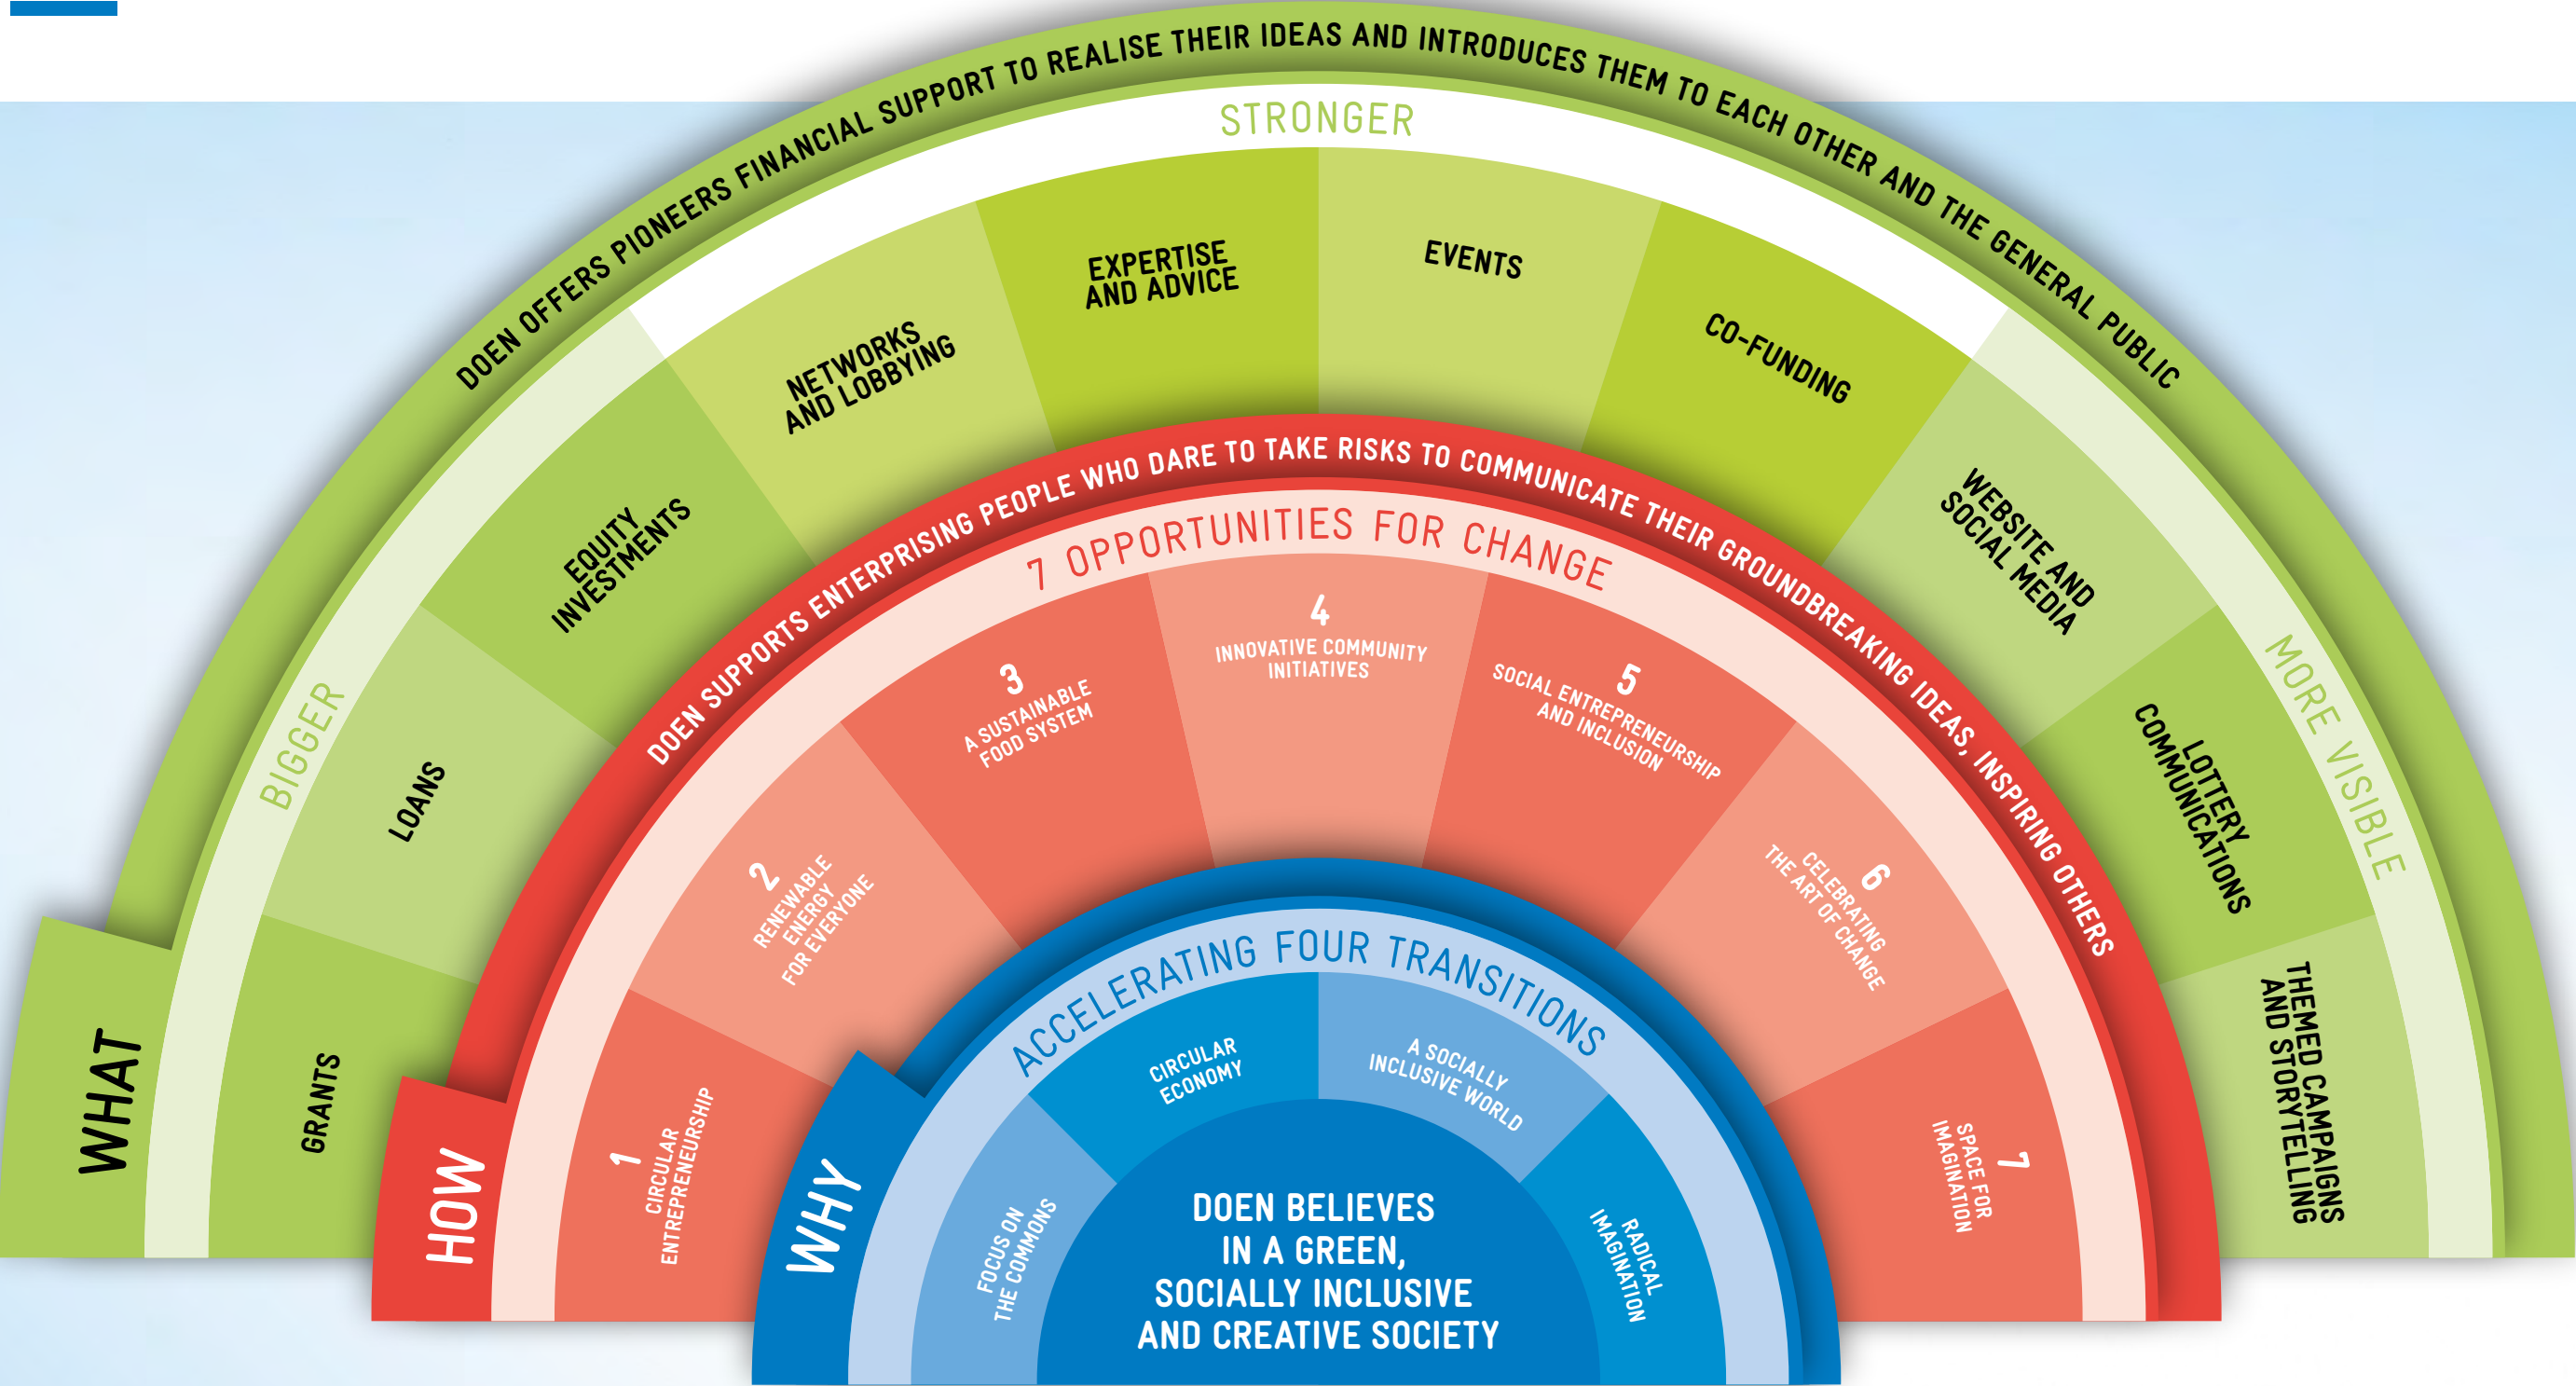 DOEN OFFERS PIONEERS FINANCIAL SUPPORT TO REALISE THEIR IDEAS AND INTRODUCES THEM TO EACH OTHER AND THE GENERAL PUBLIC
WHAT
BIGGER
GRANTS
LOANS
EQUITY
INVESTMENTS
STRONGER
NETWORKS
AND LOBBYING
EXPERTISE
AND ADVICE
EVENTS
CO-FUNDING
MORE VISIBLE
WEBSITE AND
SOCIAL MEDIA
LOTTERY
COMMUNICATIONS
THEMED CAMPAIGNS
AND STORYTELLING
HOW
DOEN SUPPORTS ENTERPRISING PEOPLE WHO DARE TO TAKE RISKS TO COMMUNICATE THEIR GROUNDBREAKING IDEAS, INSPIRING OTHERS
7 OPPORTUNITIES FOR CHANGE
1
CIRCULAR
ENTREPRENEURSHIP
2
RENEWABLE
ENERGY
FOR EVERYONE
3
A SUSTAINABLE
FOOD SYSTEM
4
INNOVATIVE COMMUNITY
INITIATIVES
5
SOCIAL ENTREPRENEURSHIP
AND INCLUSION
6
CELEBRATING
THE ART OF CHANGE
7
SPACE FOR
IMAGINATION
WHY
ACCELERATING FOUR TRANSITIONS
FOCUS ON
THE COMMONS
CIRCULAR
ECONOMY
A SOCIALLY
INCLUSIVE WORLD
RADICAL
IMAGINATION
DOEN BELIEVES
IN A GREEN,
SOCIALLY INCLUSIVE
AND CREATIVE SOCIETY